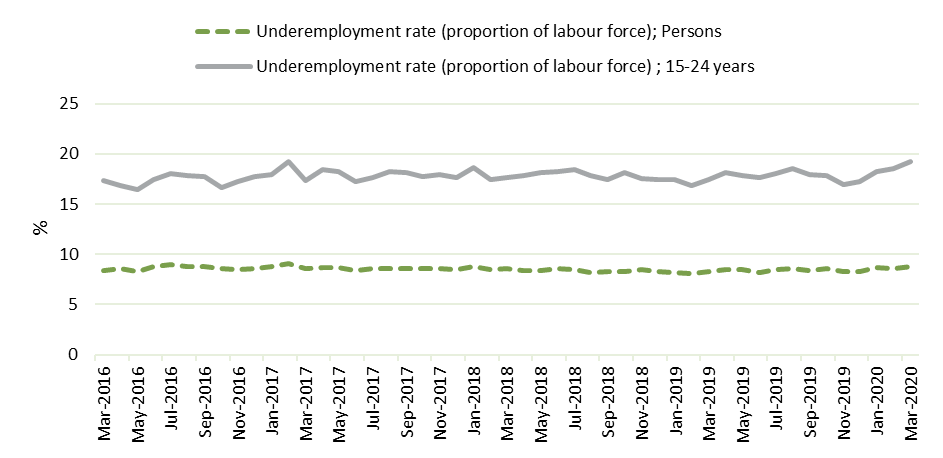 Underemployment rate (proportion of labour force); Persons
Underemployment rate (proportion of labour force) ; 15-24 years
25
20
15
10
5
0
%
Mar-2016
May-2016
Jul-2016
Sep-2016
Nov-2016
Jan-2017
Mar-2017
May-2017
Jul-2017
Sep-2017
Nov-2017
Jan-2018
Mar-2018
May-2018
Jul-2018
Sep-2018
Nov-2018
Jan-2019
Mar-2019
May-2019
Jul-2019
Sep-2019
Nov-2019
Jan-2020
Mar-2020